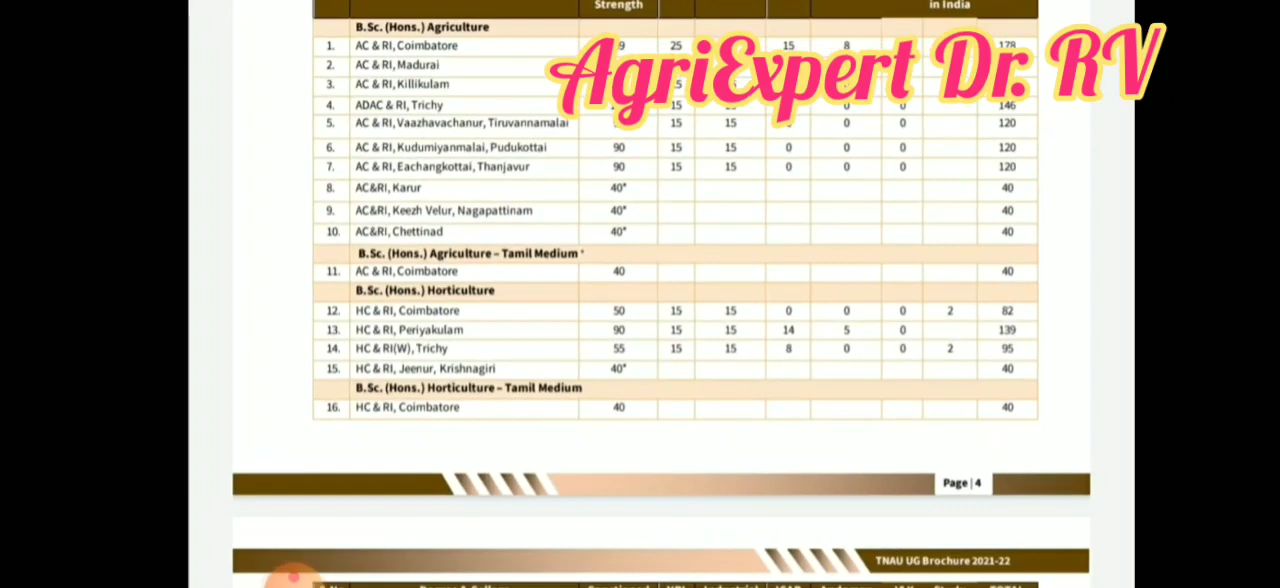 Strength in India
B.Sc. (Hons.) Agriculture
1. AC & RI, Coimbatore 25 15 8 178
2. AC & RI, Madurai
3. AC & RI, Killikulam
4. ADAC & RI, Trichy 15 0 0 146
5. AC & RI, Vaazhavachanur, Tiruvannamalai 15 15 0 0 120
6. AC & RI, Kudumiyanmalai, Pudukottai 90 15 15 0 0 0 120
7. AC & RI, Eachangkottai, Thanjavur 90 15 15 0 0 0 120
8. AC&RI, Karur 40* 40
9. AC&RI, Keezh Velur, Nagapattinam 40* 40
10. AC&RI, Chettinad 40* 40
B.Sc. (Hons.) Agriculture – Tamil Medium *
11. AC & RI, Coimbatore 40 40
B.Sc. (Hons.) Horticulture
12. HC & RI, Coimbatore 50 15 15 0 0 0 2 82
13. HC & RI, Periyakulam 90 15 15 14 5 0 139
14. HC & RI(W), Trichy 55 15 15 8 0 0 2 95
15. HC & RI, Jeenur, Krishnagiri 40* 40
B.Sc. (Hons.) Horticulture – Tamil Medium
16. HC & RI, Coimbatore 40 40
AgriExpert Dr. RV
Page | 4
TNAU UG Brochure 2021-22